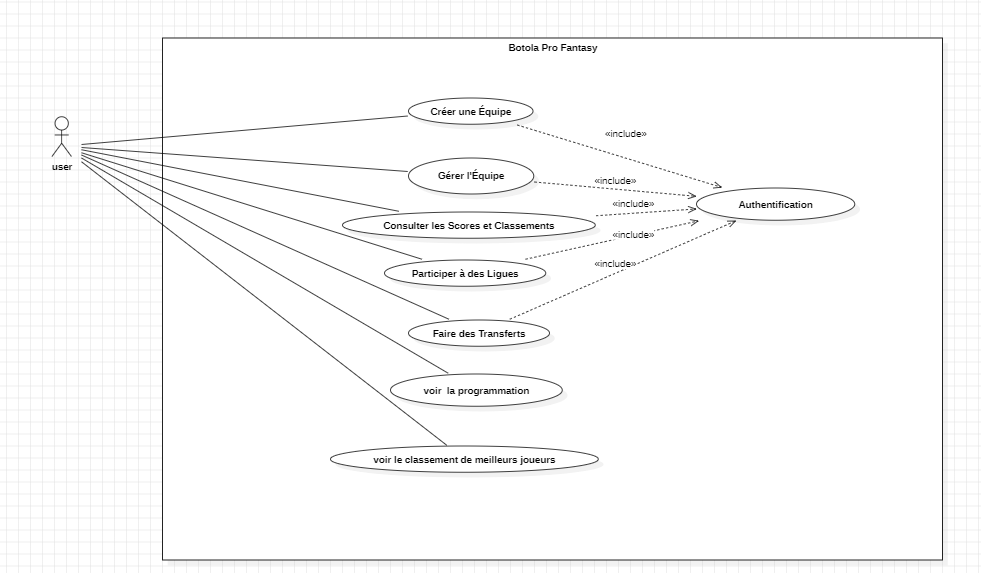 Botola Pro Fantasy
Créer une Équipe
«include»
user
Gérer l'Équipe
«include»
Authentification
«include»
Consulter les Scores et Classements
«include»
Participer à des Ligues
«include»
Faire des Transferts
voir la programmation
voir le classement de meilleurs joueurs